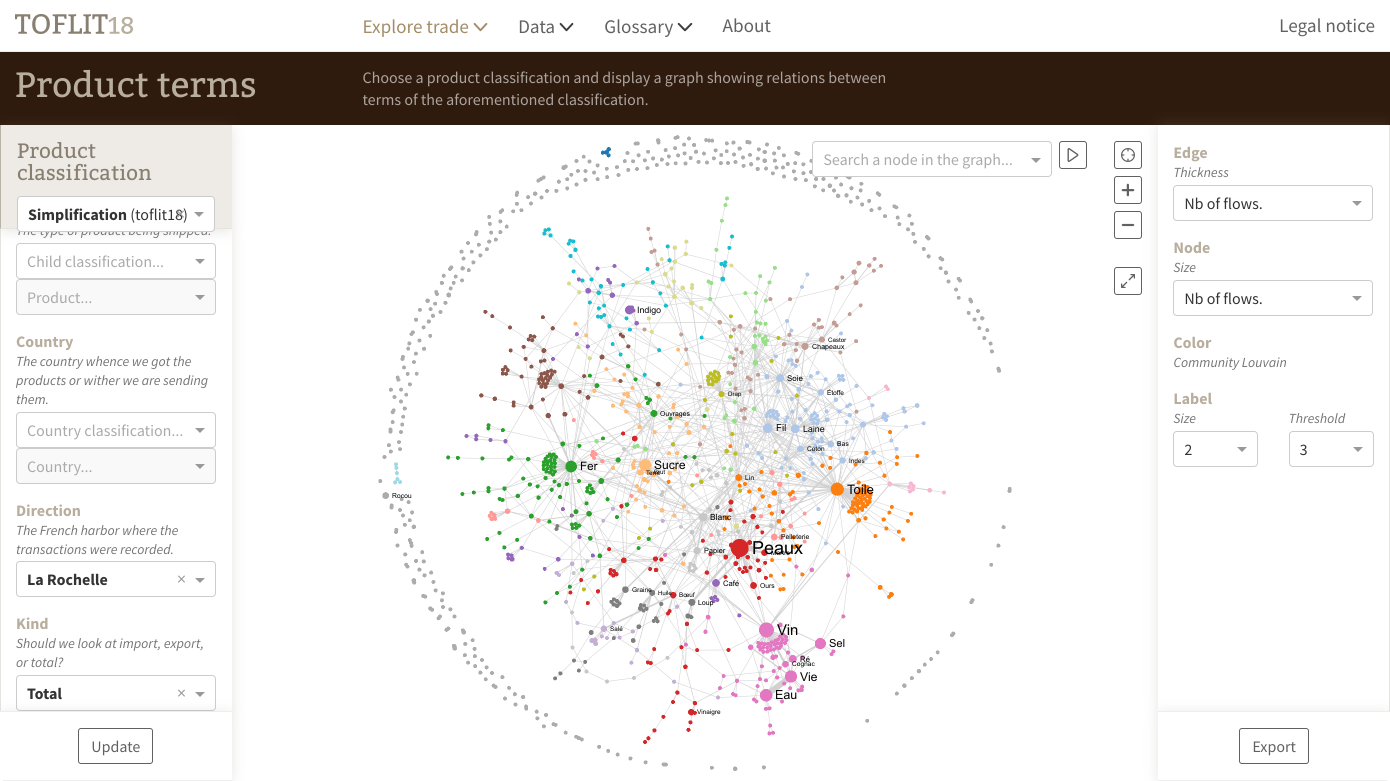 TOFLIT18
Explore trade
Data
Glossary
About
Legal notice
Product terms
Choose a product classification and display a graph showing relations between
terms of the aforementioned classification.
Product
classification
Simplification (toflit18)
The type of product being shipped.
Child classification...
Product...
Country
The country whence we got the
products or wither we are sending
them.
Country classification...
Country...
Direction
The French harbor where the
transactions were recorded.
La Rochelle ×
Kind
Should we look at import, export,
or total?
Total ×
Update
Search a node in the graph...
Indigo
Castor
Chapeaux
Soie
Étoffe
Drap
Ouvrages
Fil
Laine
Bas
Coton
Indes
Fer
Sucre
Lin
Toile
Rocou
Blanc
Pelleterie
Papier
Peaux
Café
Ours
Graine
Huile
Bœuf
Loup
Salé
Vin
Sel
Ré
Cognac
Vie
Eau
Vinaigre
Edge
Thickness
Nb of flows.
Node
Size
Nb of flows.
Color
Community Louvain
Label
Size
Threshold
2
3
Export